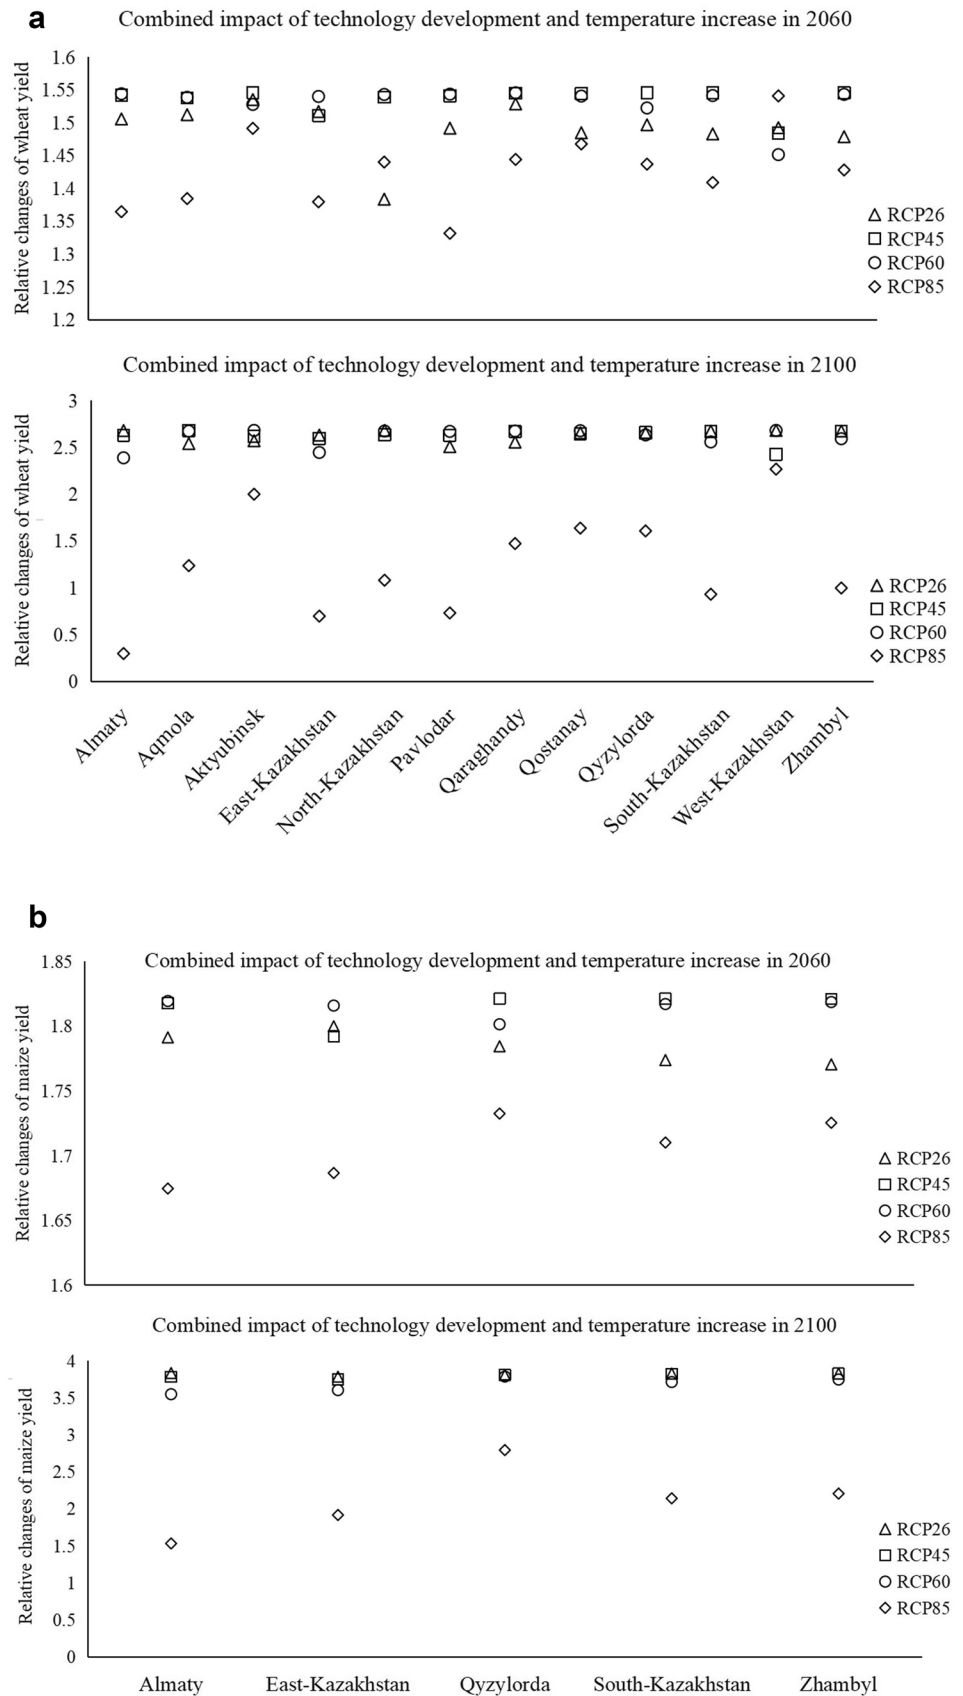 a
Combined impact of technology development and temperature increase in 2060
Relative changes of wheat yield
1.6
1.55
1.5
1.45
1.4
1.35
1.3
1.25
1.2
RCP26
RCP45
RCP60
RCP85
Combined impact of technology development and temperature increase in 2100
Relative changes of wheat yield
3
2.5
2
1.5
1
0.5
0
RCP26
RCP45
RCP60
RCP85
Almaty
Aqmola
Aktyubinsk
East-Kazakhstan
North-Kazakhstan
Pavlodar
Qaraghandy
Qostanay
Qyzylorda
South-Kazakhstan
West-Kazakhstan
Zhambyl
b
Combined impact of technology development and temperature increase in 2060
Relative changes of maize yield
1.85
1.8
1.75
1.7
1.65
1.6
RCP26
RCP45
RCP60
RCP85
Combined impact of technology development and temperature increase in 2100
Relative changes of maize yield
4
3.5
3
2.5
2
1.5
1
0.5
0
RCP26
RCP45
RCP60
RCP85
Almaty
East-Kazakhstan
Qyzylorda
South-Kazakhstan
Zhambyl